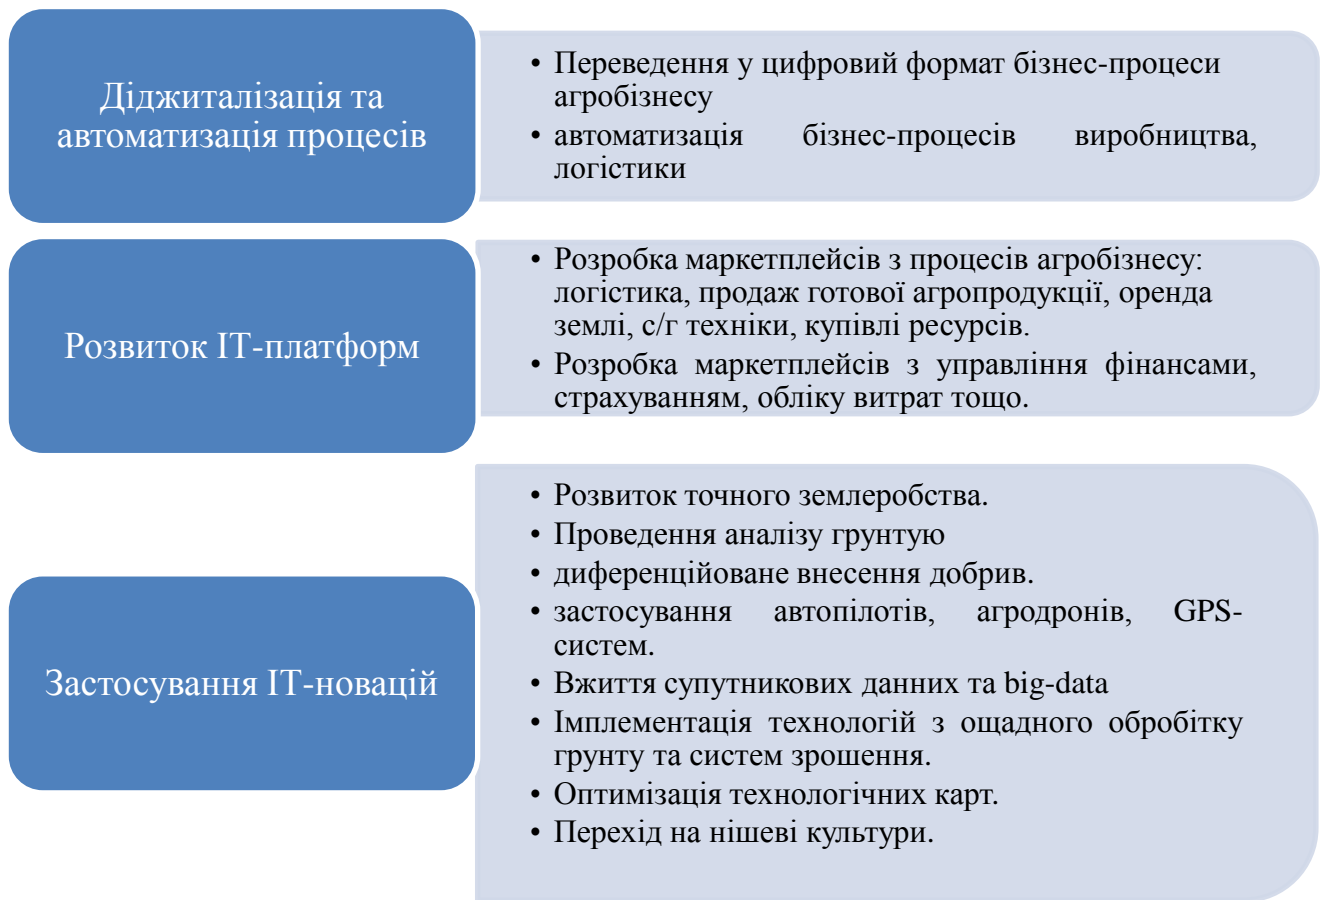 Діджиталізація та
автоматизація процесів
• Переведення у цифровий формат бізнес-процеси
агробізнесу
• автоматизація бізнес-процесів виробництва,
логістики
Розвиток ІТ-платформ
• Розробка маркетплейсів з процесів агробізнесу:
логістика, продаж готової агропродукції, оренда
землі, с/г техніки, купівлі ресурсів.
• Розробка маркетплейсів з управління фінансами,
страхуванням, обліку витрат тощо.
Застосування ІТ-новацій
• Розвиток точного землеробства.
• Проведення аналізу грунтую
• диференційоване внесення добрив.
• застосування автопілотів, агродронів, GPS-
систем.
• Вжиття супутникових данних та big-data
• Імплементація технологій з ощадного обробітку
грунту та систем зрошення.
• Оптимізація технологічних карт.
• Перехід на нішеві культури.